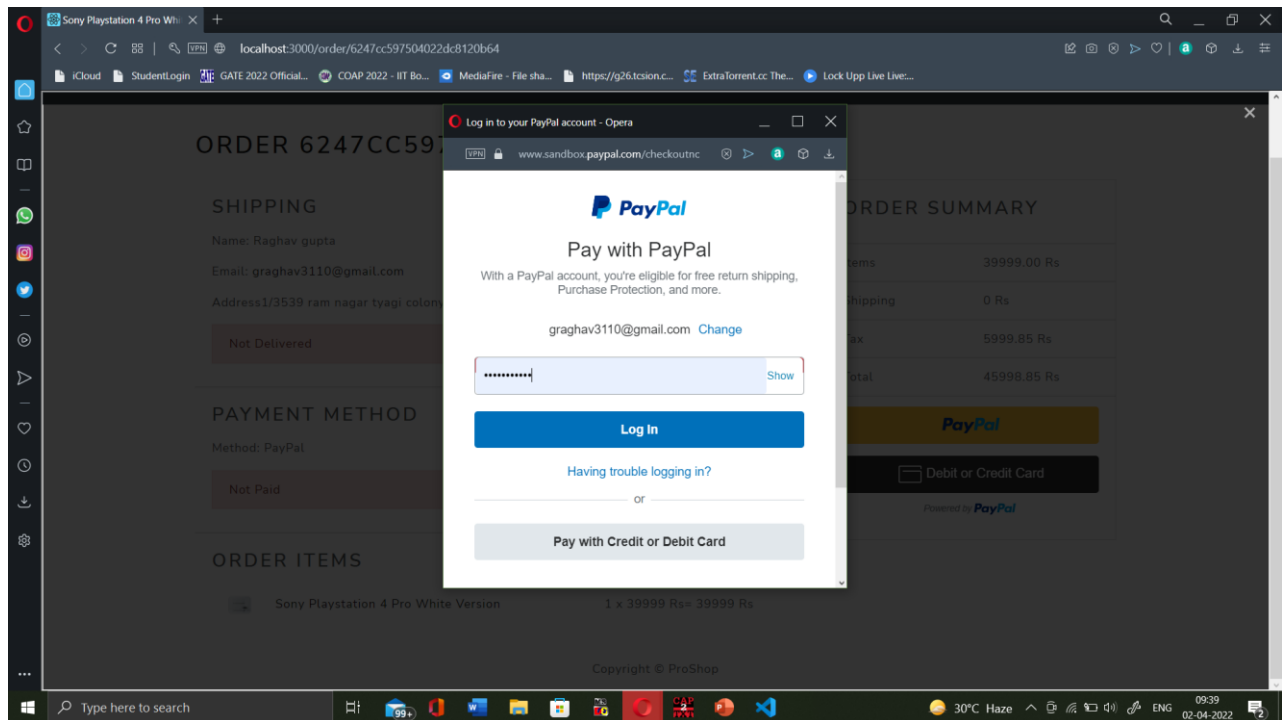 Sony Playstation 4 Pro Whi
localhost:3000/order/6247cc597504022dc8120b64
VPN
iCloud StudentLogin GATE 2022 Official... COAP 2022 - IIT Bo... MediaFire - File sha... https://g26.tcsion.c... ExtraTorrent.cc The... Lock Upp Live Live:...
ORDER 6247CC597
SHIPPING
Name: Raghav gupta
Email: graghav3110@gmail.com
Address1/3539 ram nagar tyagi colony
Not Delivered
PAYMENT METHOD
Method: PayPal
Not Paid
ORDER ITEMS
Sony Playstation 4 Pro White Version 1 x 39999 Rs= 39999 Rs
Log in to your PayPal account - Opera
VPN www.sandbox.paypal.com/checkoutnc
PayPal
Pay with PayPal
With a PayPal account, you're eligible for free return shipping,
Purchase Protection, and more.
graghav3110@gmail.com Change
••••••••••• Show
Log In
Having trouble logging in?
or
Pay with Credit or Debit Card
ORDER SUMMARY
Items 39999.00 Rs
Shipping 0 Rs
Tax 5999.85 Rs
Total 45998.85 Rs
PayPal
Debit or Credit Card
Powered by PayPal
Copyright © ProShop
Type here to search
99+
30°C Haze
ENG
09:39
02-04-2022